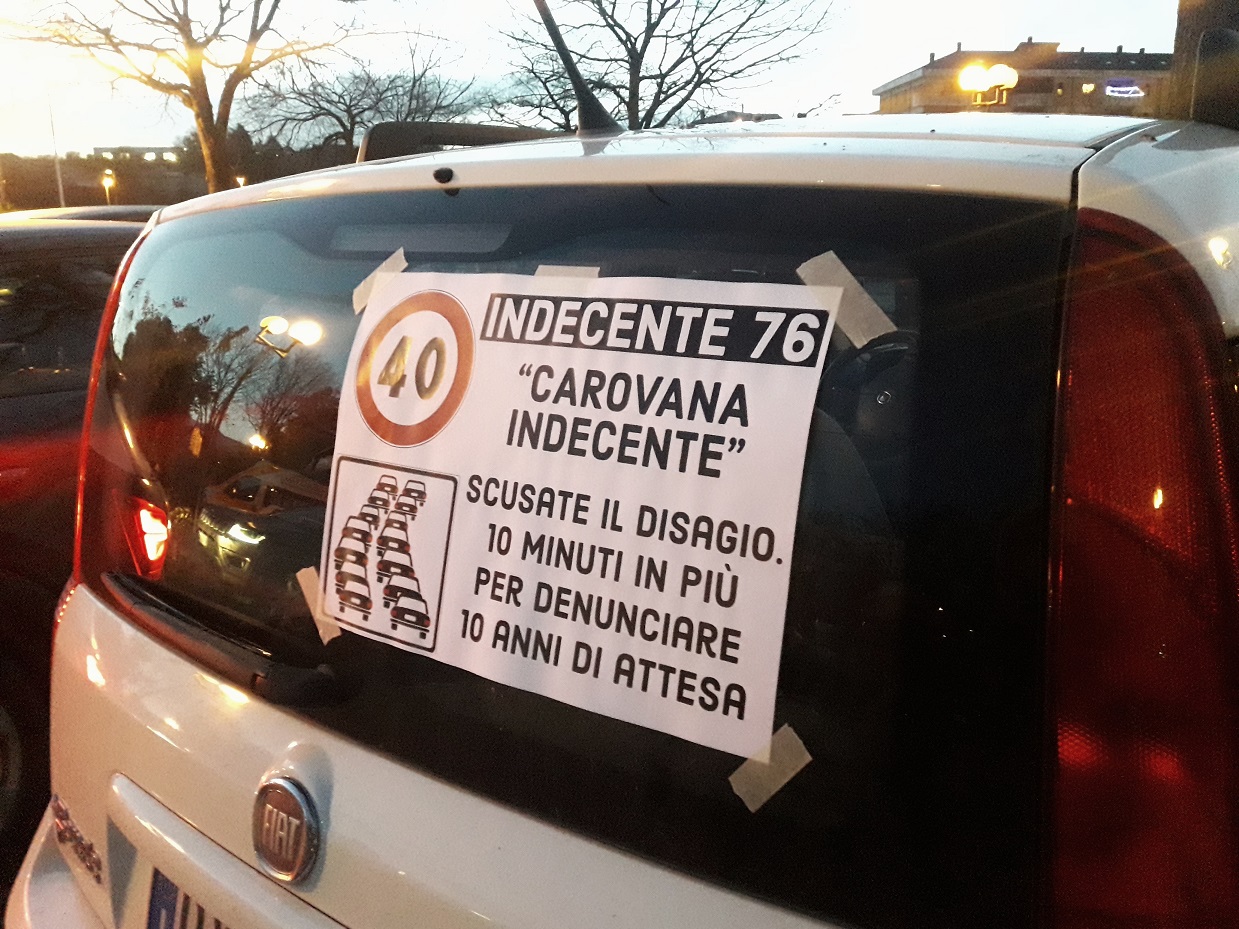 40
INDECENTE 76
“CAROVANA
INDECENTE”
SCUSATE IL DISAGIO.
10 MINUTI IN PIÙ
PER DENUNCIARE
10 ANNI DI ATTESA
FIAT